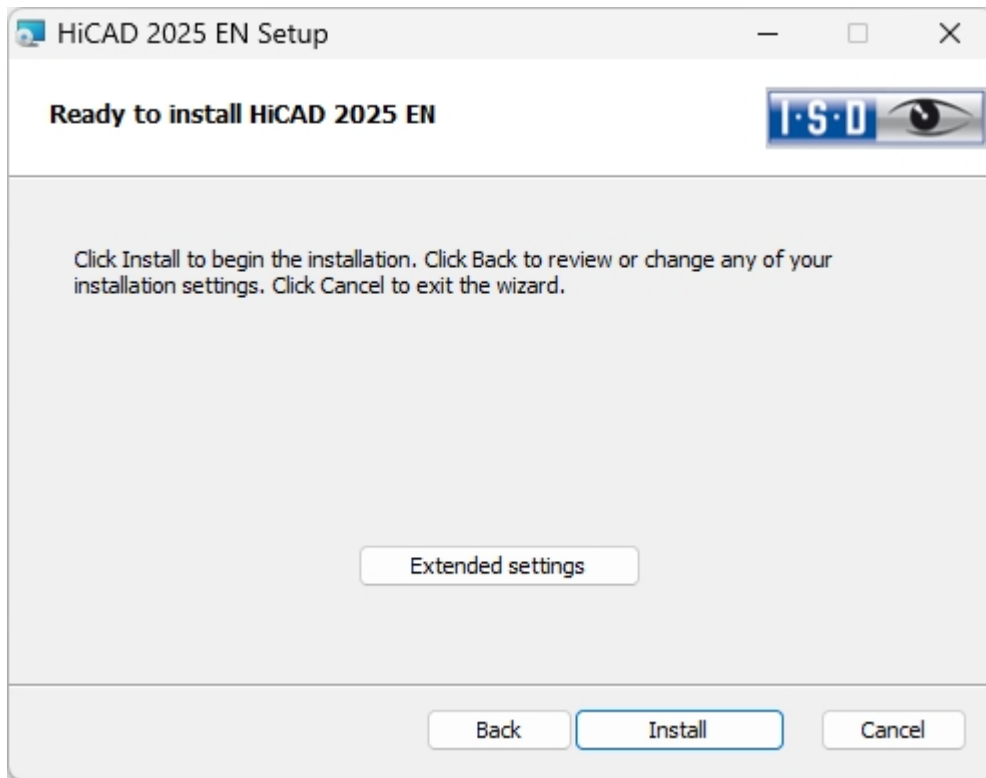 HiCAD 2025 EN Setup
Ready to install HiCAD 2025 EN
I·S·D
Click Install to begin the installation. Click Back to review or change any of your
installation settings. Click Cancel to exit the wizard.
Extended settings
Back
Install
Cancel